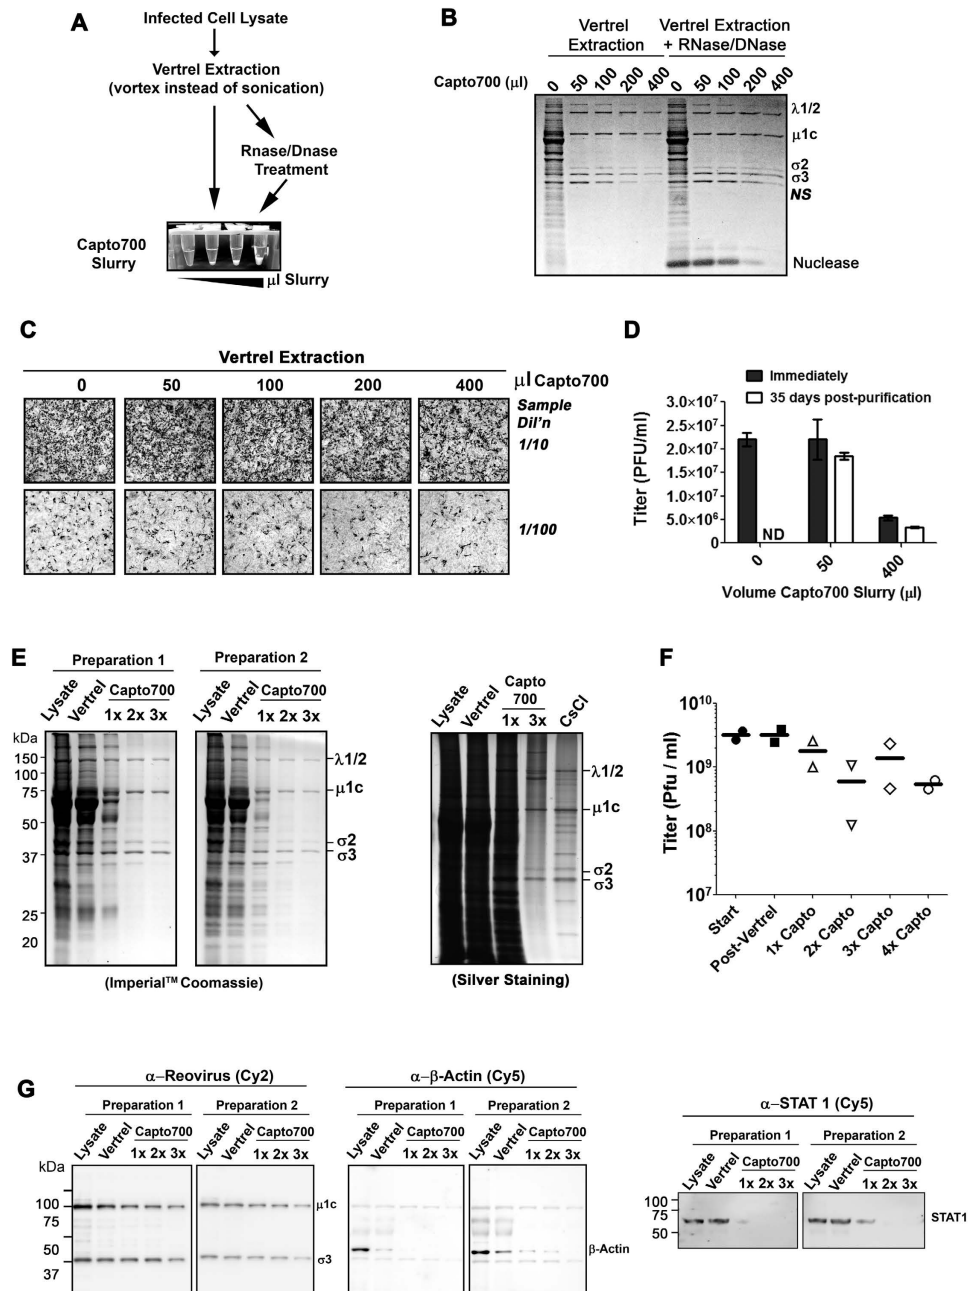 A
Infected Cell Lysate
Vertrel Extraction
(vortex instead of sonication)
Rnase/Dnase
Treatment
Capto700
Slurry
μl Slurry
B
Vertrel
Extraction
Vertrel Extraction
+ RNase/DNase
Capto700 (μl)
0 50 100 200 400 0 50 100 200 400
λ1/2
μ1c
σ2
σ3
NS
Nuclease
C
Vertrel Extraction
0 50 100 200 400 μl Capto700
Sample
Dil'n
1/10
1/100
D
Immediately
35 days post-purification
Titer (PFU/ml)
3.0×10⁷
2.5×10⁷
2.0×10⁷
1.5×10⁷
1.0×10⁷
5.0×10⁶
0
ND
0 50 400
Volume Capto700 Slurry (μl)
E
Preparation 1
Preparation 2
Lysate Vertrel Capto700 1x 2x 3x
Lysate Vertrel Capto700 1x 2x 3x
kDa
150
100
75
50
37
25
20
λ1/2
μ1c
σ2
σ3
(Imperial™ Coomassie)
Lysate Vertrel Capto 700 1x 3x CsCl
λ1/2
μ1c
σ2
σ3
(Silver Staining)
F
Titer (Pfu / ml)
10¹⁰
10⁹
10⁸
10⁷
Start
Post-Vertrel
1x Capto
2x Capto
3x Capto
4x Capto
G
α–Reovirus (Cy2)
Preparation 1
Preparation 2
Lysate Vertrel Capto700 1x 2x 3x
Lysate Vertrel Capto700 1x 2x 3x
kDa
100
75
50
37
μ1c
σ3
α–β-Actin (Cy5)
Preparation 1
Preparation 2
Lysate Vertrel Capto700 1x 2x 3x
Lysate Vertrel Capto700 1x 2x 3x
β-Actin
α–STAT 1 (Cy5)
Preparation 1
Preparation 2
Lysate Vertrel Capto700 1x 2x 3x
Lysate Vertrel Capto700 1x 2x 3x
100
75
50
STAT1